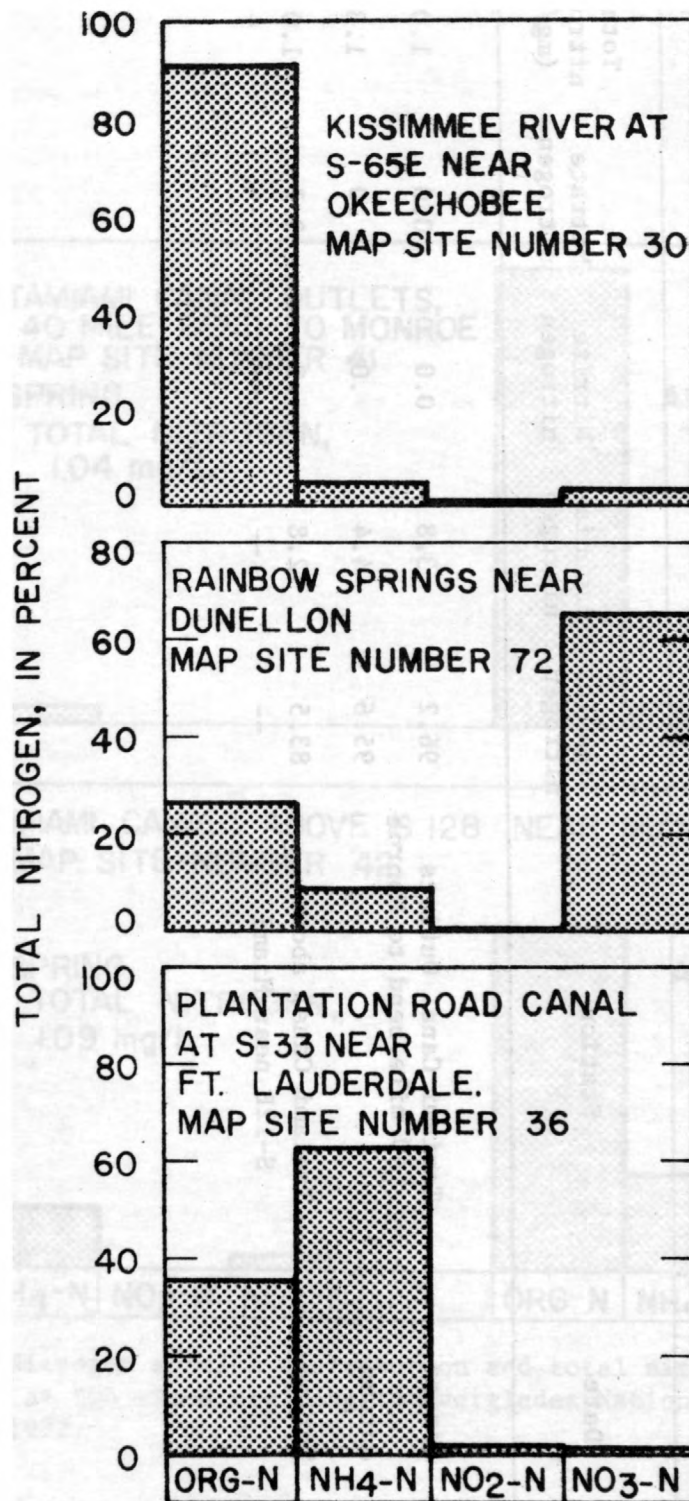 TOTAL NITROGEN, IN PERCENT
100
80
60
40
20
0
KISSIMMEE RIVER AT
S-65E NEAR
OKEECHOBEE
MAP SITE NUMBER 30
80
60
40
20
0
RAINBOW SPRINGS NEAR
DUNELLON
MAP SITE NUMBER 72
100
80
60
40
20
0
PLANTATION ROAD CANAL
AT S-33 NEAR
FT. LAUDERDALE.
MAP SITE NUMBER 36
ORG-N NH4-N NO2-N NO3-N